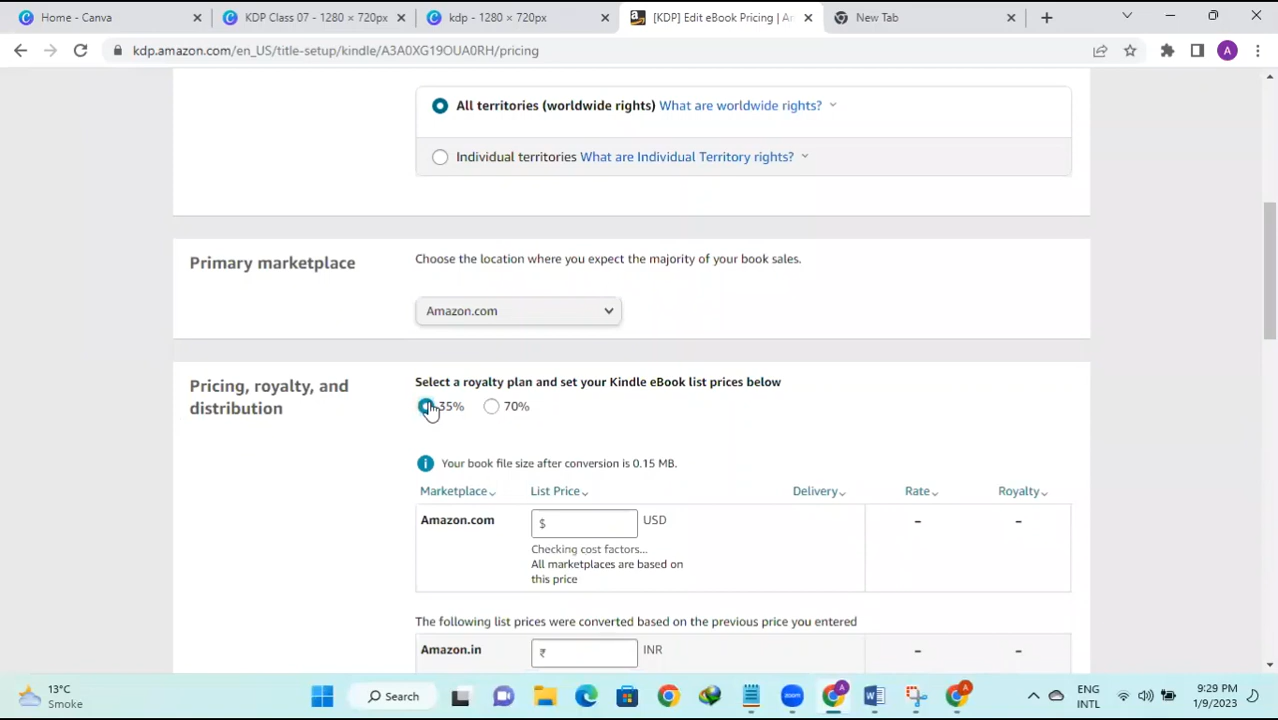 Home - Canva
KDP Class 07 - 1280 × 720px
kdp - 1280 × 720px
[KDP] Edit eBook Pricing | Am
New Tab
kdp.amazon.com/en_US/title-setup/kindle/A3A0XG19OUA0RH/pricing
A
All territories (worldwide rights) What are worldwide rights?
Individual territories What are Individual Territory rights?
Primary marketplace
Choose the location where you expect the majority of your book sales.
Amazon.com
Pricing, royalty, and
distribution
Select a royalty plan and set your Kindle eBook list prices below
35%
70%
i Your book file size after conversion is 0.15 MB.
Marketplace List Price Delivery Rate Royalty
Amazon.com $ USD – –
Checking cost factors...
All marketplaces are based on
this price
The following list prices were converted based on the previous price you entered
Amazon.in ₹ INR – –
13°C
Smoke
Search
zoom
A
A
ENG
INTL
9:29 PM
1/9/2023